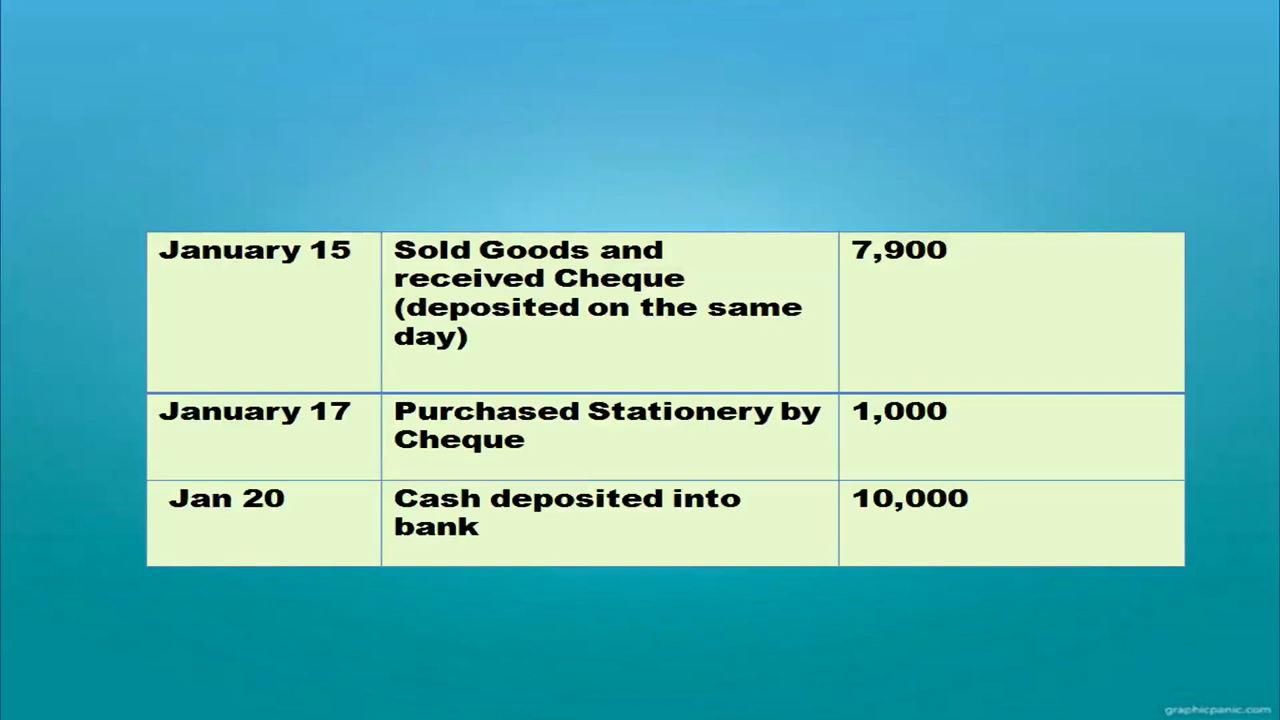 January 15
Sold Goods and
received Cheque
(deposited on the same
day)
7,900
January 17
Purchased Stationery by
Cheque
1,000
Jan 20
Cash deposited into
bank
10,000
graphicpanic.com